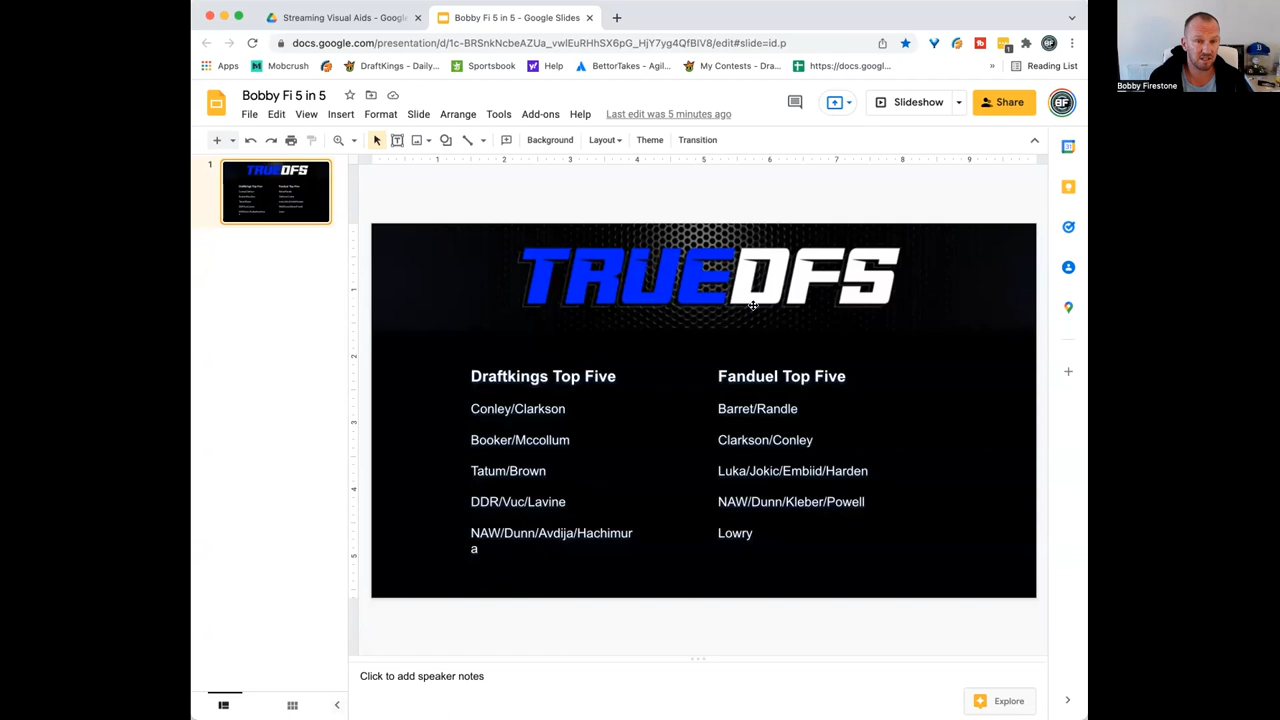 Streaming Visual Aids - Google
Bobby Fi 5 in 5 - Google Slides
docs.google.com/presentation/d/1c-BRSnkNcbeAZUa_vwIEuRHhSX6pG_HjY7yg4QfBIV8/edit#slide=id.p
Apps
Mobcrush
DraftKings - Daily...
Sportsbook
Help
BettorTakes - Agil...
My Contests - Dra...
https://docs.googl...
»
Reading List
Bobby Firestone
Bobby Fi 5 in 5
File Edit View Insert Format Slide Arrange Tools Add-ons Help
Last edit was 5 minutes ago
Slideshow
Share
Background
Layout
Theme
Transition
1
TRUEDFS
Draftkings Top Five
Conley/Clarkson
Booker/Mccollum
Tatum/Brown
DDR/Vuc/Lavine
NAW/Dunn/Avdija/Hachimur
a
Fanduel Top Five
Barret/Randle
Clarkson/Conley
Luka/Jokic/Embiid/Harden
NAW/Dunn/Kleber/Powell
Lowry
Click to add speaker notes
Explore